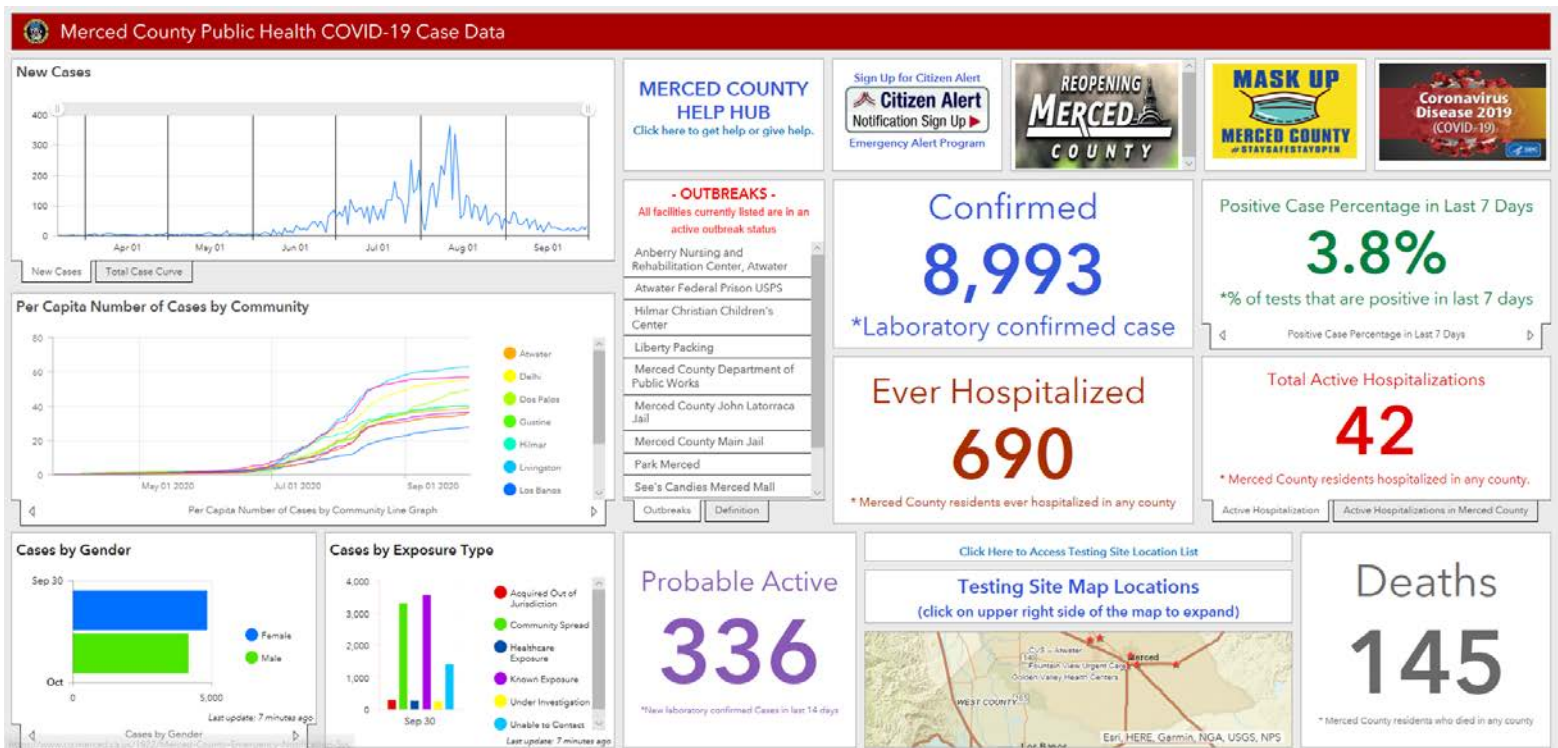 Merced County Public Health COVID-19 Case Data
New Cases
400
300
200
100
0
Apr 01
May 01
Jun 01
Jul 01
Aug 01
Sep 01
New Cases
Total Case Curve
Per Capita Number of Cases by Community
80
60
40
20
0
May 01 2020
Jul 01 2020
Sep 01 2020
Atwater
Delhi
Dos Palos
Gustine
Hilmar
Livingston
Los Banos
Per Capita Number of Cases by Community Line Graph
Cases by Gender
Sep 30
Oct
0
5,000
Female
Male
Last update: 7 minutes ago
Cases by Gender
Cases by Exposure Type
4,000
3,000
2,000
1,000
0
Sep 30
Acquired Out of
Jurisdiction
Community Spread
Healthcare
Exposure
Known Exposure
Under Investigation
Unable to Contact
Last update: 7 minutes ago
MERCED COUNTY
HELP HUB
Click here to get help or give help.
Sign Up for Citizen Alert
Citizen Alert
Notification Sign Up
Emergency Alert Program
REOPENING
MERCED
COUNTY
MASK UP
MERCED COUNTY
#STAYSAFESTAYOPEN
Coronavirus
Disease 2019
(COVID-19)
CDC
- OUTBREAKS -
All facilities currently listed are in an
active outbreak status
Anberry Nursing and
Rehabilitation Center, Atwater
Atwater Federal Prison USPS
Hilmar Christian Children's
Center
Liberty Packing
Merced County Department of
Public Works
Merced County John Latorraca
Jail
Merced County Main Jail
Park Merced
See's Candies Merced Mall
Outbreaks
Definition
Confirmed
8,993
*Laboratory confirmed case
Positive Case Percentage in Last 7 Days
3.8%
*% of tests that are positive in last 7 days
Positive Case Percentage in Last 7 Days
Ever Hospitalized
690
* Merced County residents ever hospitalized in any county
Total Active Hospitalizations
42
* Merced County residents hospitalized in any county.
Active Hospitalization
Active Hospitalizations in Merced County
Probable Active
336
*New laboratory confirmed Cases in last 14 days
Click Here to Access Testing Site Location List
Testing Site Map Locations
(click on upper right side of the map to expand)
CVS - Atwater
Merced
Fountain View Urgent Care
Golden Valley Health Centers
WEST COUNTY
Los Banos
Esri, HERE, Garmin, NGA, USGS, NPS
Deaths
145
* Merced County residents who died in any county